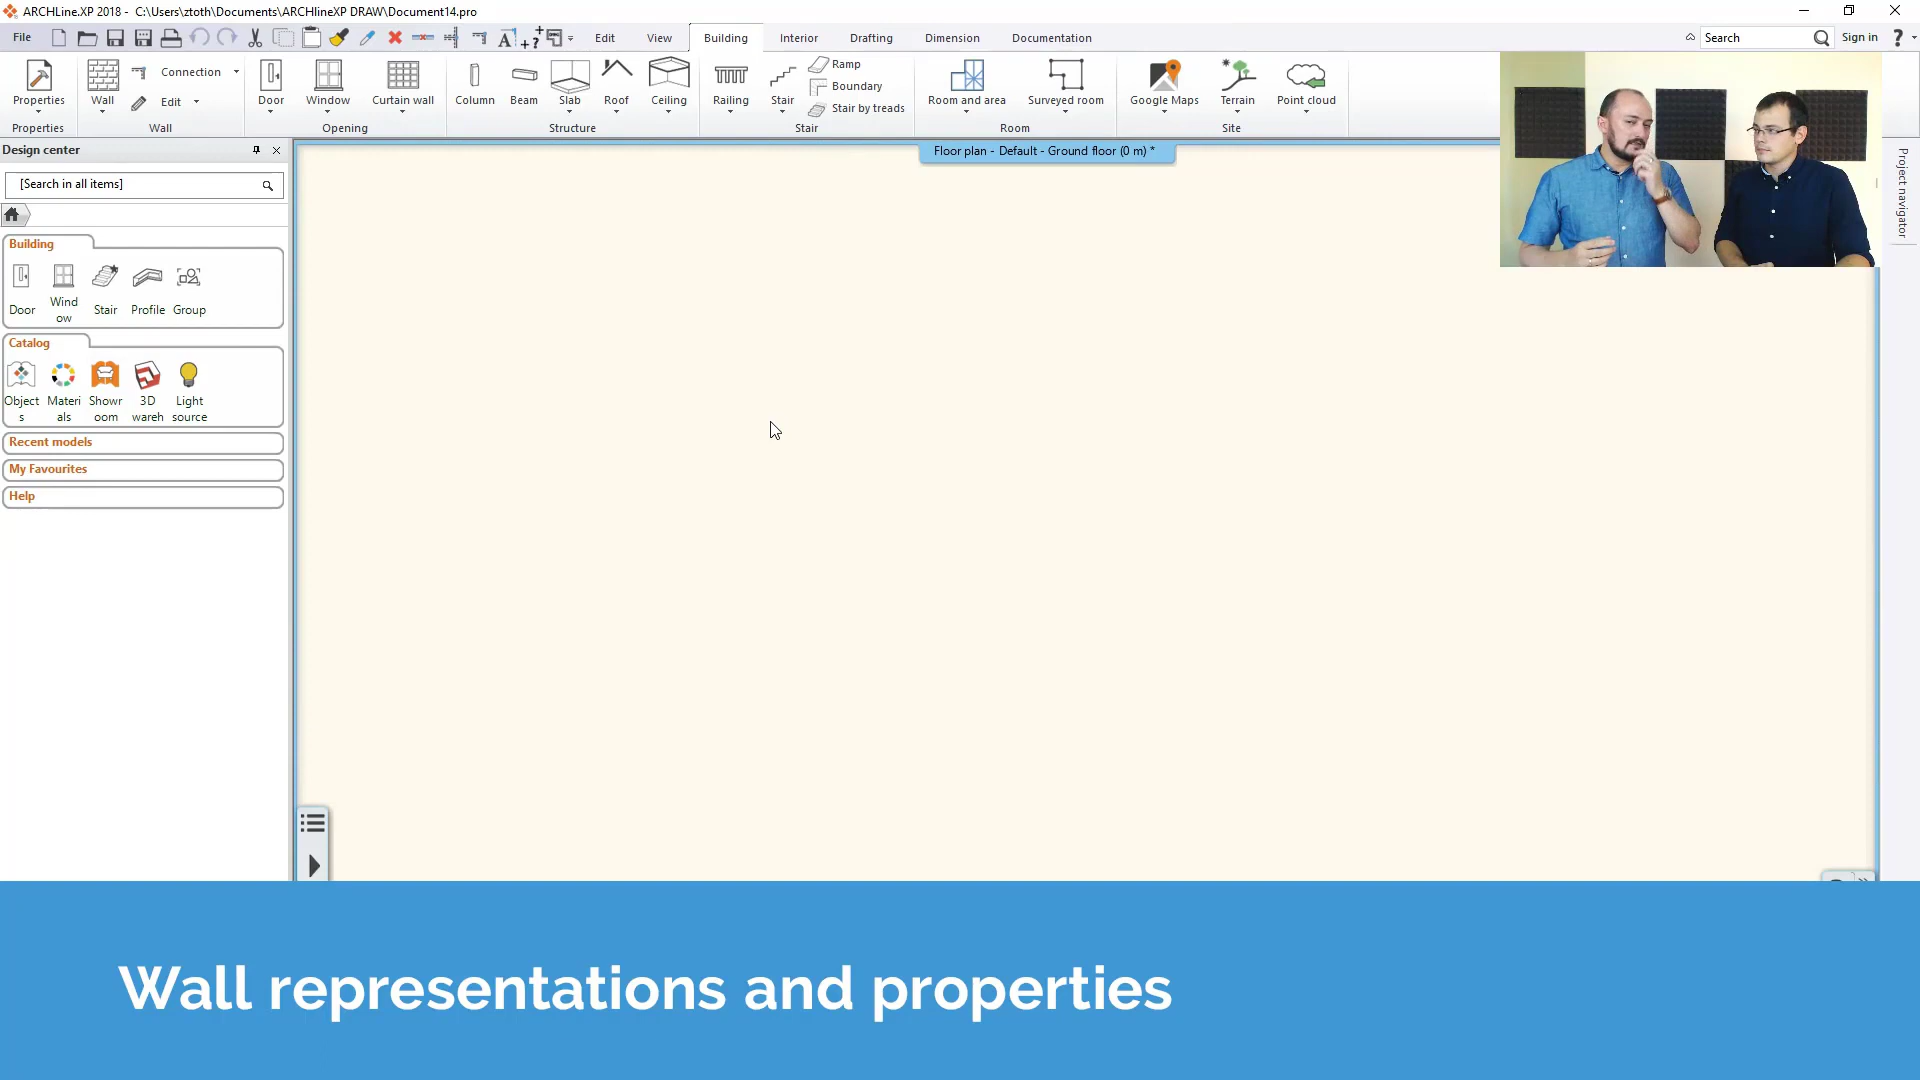 ARCHLine.XP 2018 - C:\Users\ztoth\Documents\ARCHlineXP DRAW\Document14.pro
File Edit View Building Interior Drafting Dimension Documentation Search Sign in ?
Properties Wall Connection Edit Door Window Curtain wall Column Beam Slab Roof Ceiling Railing Stair Ramp Boundary Stair by treads Room and area Surveyed room Google Maps Terrain Point cloud
Properties Wall Opening Structure Stair Room Site
Design center
Floor plan - Default - Ground floor (0 m) *
Project navigator
[Search in all items]
Building
Door Wind
ow Stair Profile Group
Catalog
Object
s Materi
als Showr
oom 3D
wareh Light
source
Recent models
My Favourites
Help
Wall representations and properties